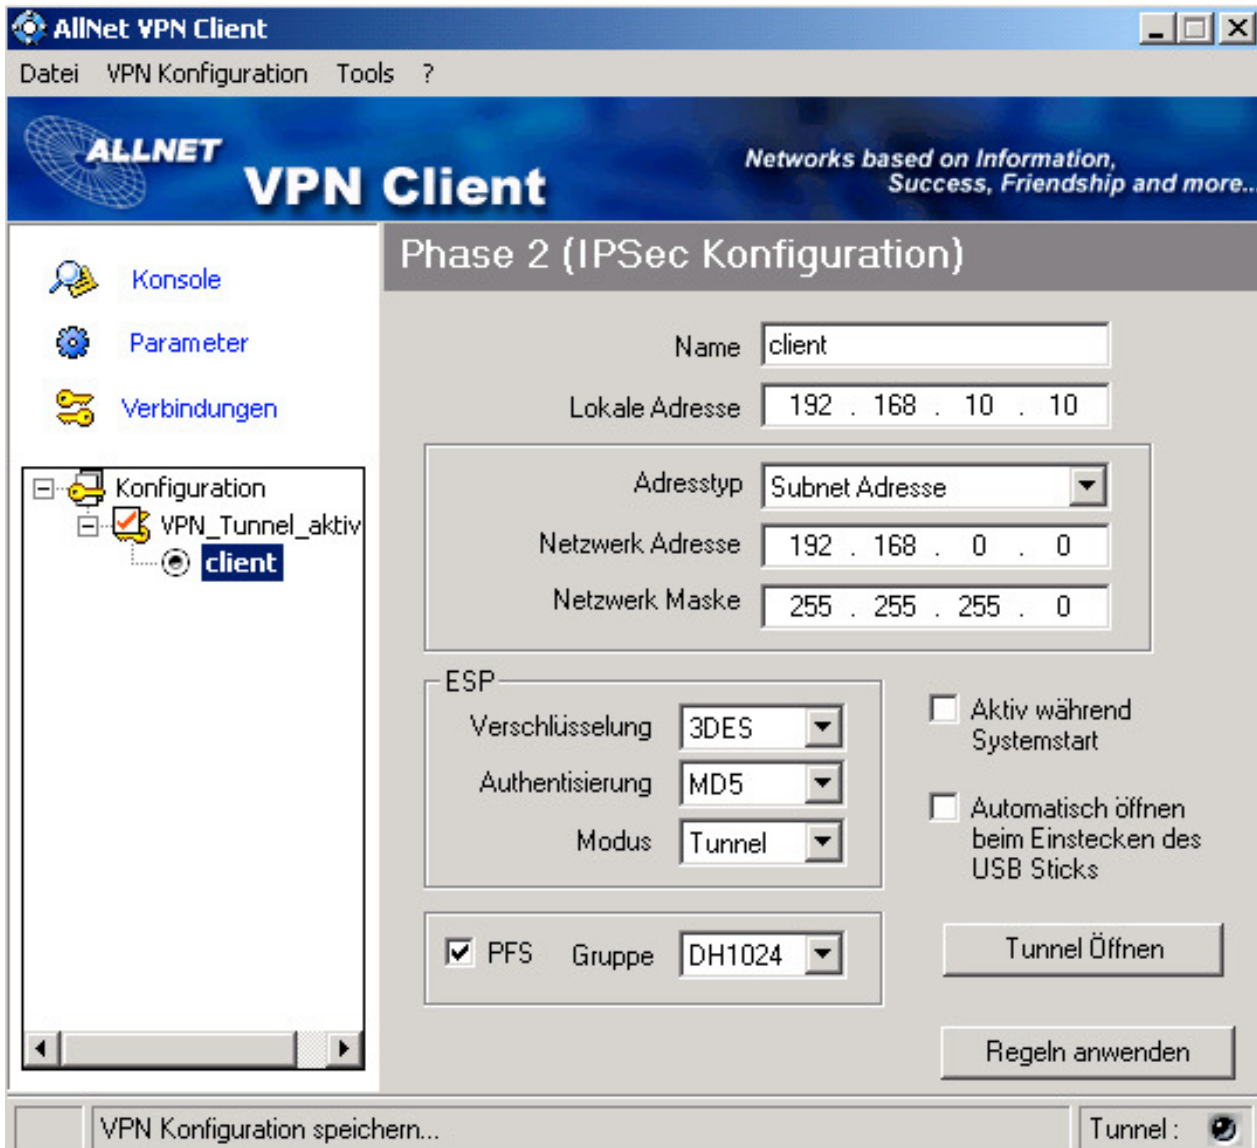 AllNet VPN Client
Datei VPN Konfiguration Tools ?
ALLNET
VPN Client
Networks based on Information,
Success, Friendship and more...
Konsole
Parameter
Verbindungen
Konfiguration
VPN_Tunnel_aktiv
client
Phase 2 (IPSec Konfiguration)
Name client
Lokale Adresse 192 . 168 . 10 . 10
Adresstyp Subnet Adresse
Netzwerk Adresse 192 . 168 . 0 . 0
Netzwerk Maske 255 . 255 . 255 . 0
ESP
Verschlüsselung 3DES
Authentisierung MD5
Modus Tunnel
Aktiv während
Systemstart
Automatisch öffnen
beim Einstecken des
USB Sticks
PFS Gruppe DH1024
Tunnel Öffnen
Regeln anwenden
VPN Konfiguration speichern...
Tunnel :